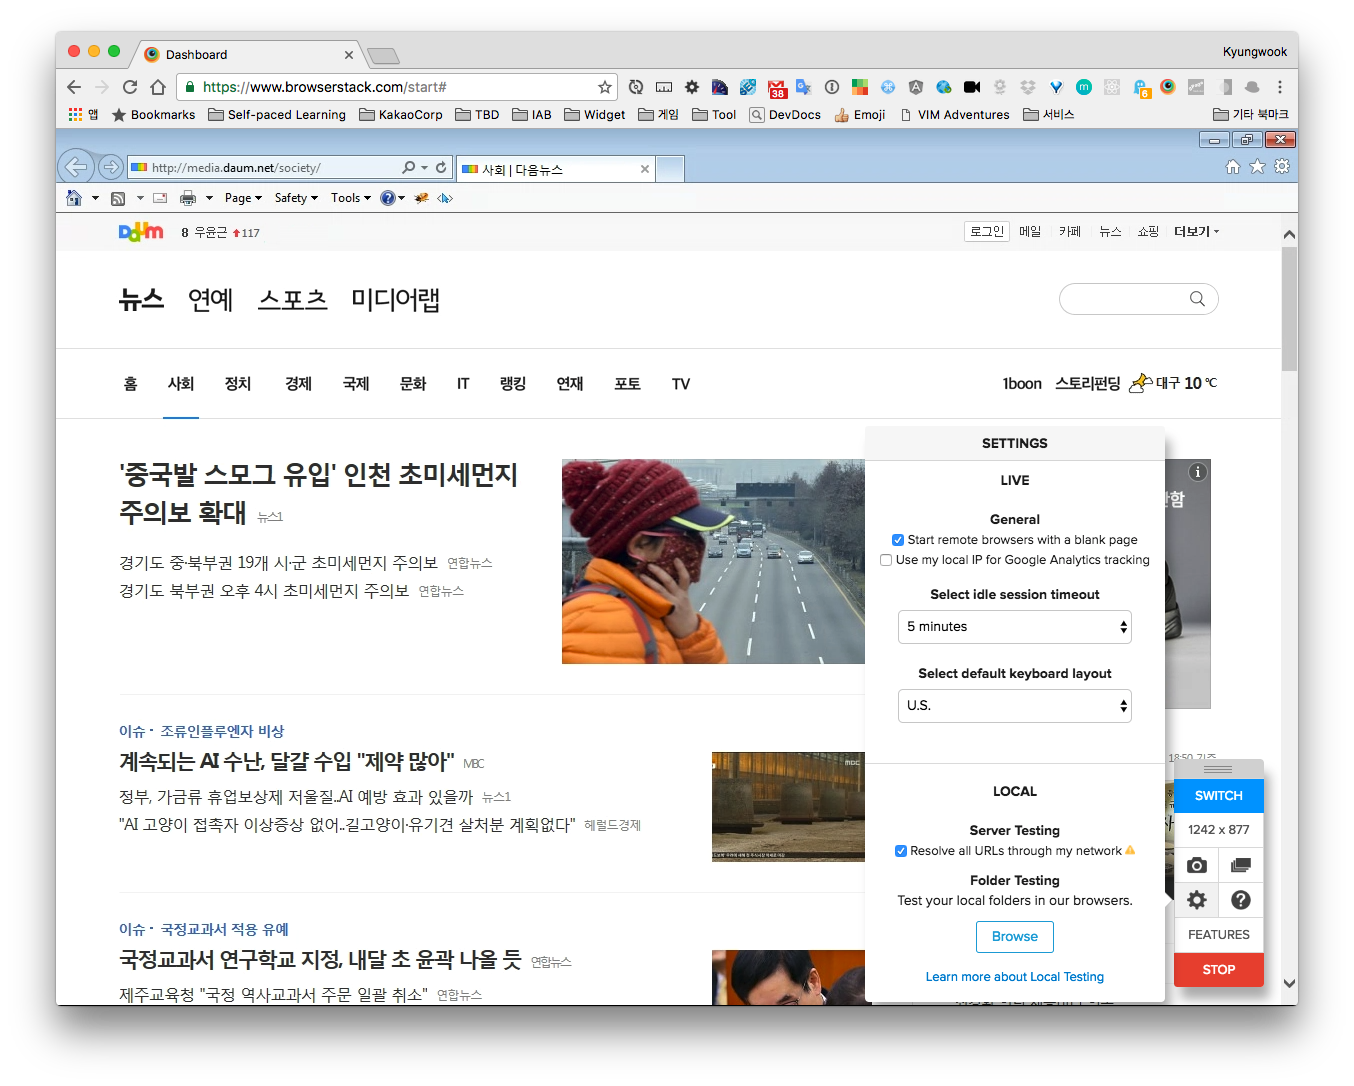 Dashboard
Kyungwook
https://www.browserstack.com/start#
38
6
앱 Bookmarks Self-paced Learning KakaoCorp TBD IAB Widget 게임 Tool DevDocs Emoji VIM Adventures 서비스 기타 북마크
http://media.daum.net/society/
사회 | 다음뉴스
Page Safety Tools
Daum 8 우윤근 117
로그인 메일 카페 뉴스 쇼핑 더보기
뉴스 연예 스포츠 미디어랩
홈 사회 정치 경제 국제 문화 IT 랭킹 연재 포토 TV
1boon 스토리펀딩 대구 10 ℃
'중국발 스모그 유입' 인천 초미세먼지
주의보 확대 뉴스1
경기도 중·북부권 19개 시·군 초미세먼지 주의보 연합뉴스
경기도 북부권 오후 4시 초미세먼지 주의보 연합뉴스
이슈· 조류인플루엔자 비상
계속되는 AI 수난, 달걀 수입 "제약 많아" MBC
정부, 가금류 휴업보상제 저울질..AI 예방 효과 있을까 뉴스1
"AI 고양이 접촉자 이상증상 없어..길고양이·유기견 살처분 계획없다" 헤럴드경제
MBC
이슈· 국정교과서 적용 유예
국정교과서 연구학교 지정, 내달 초 윤곽 나올 듯 연합뉴스
제주교육청 "국정 역사교과서 주문 일괄 취소" 연합뉴스
SETTINGS
LIVE
General
Start remote browsers with a blank page
Use my local IP for Google Analytics tracking
Select idle session timeout
5 minutes
Select default keyboard layout
U.S.
LOCAL
Server Testing
Resolve all URLs through my network
Folder Testing
Test your local folders in our browsers.
Browse
Learn more about Local Testing
SWITCH
1242 x 877
FEATURES
STOP